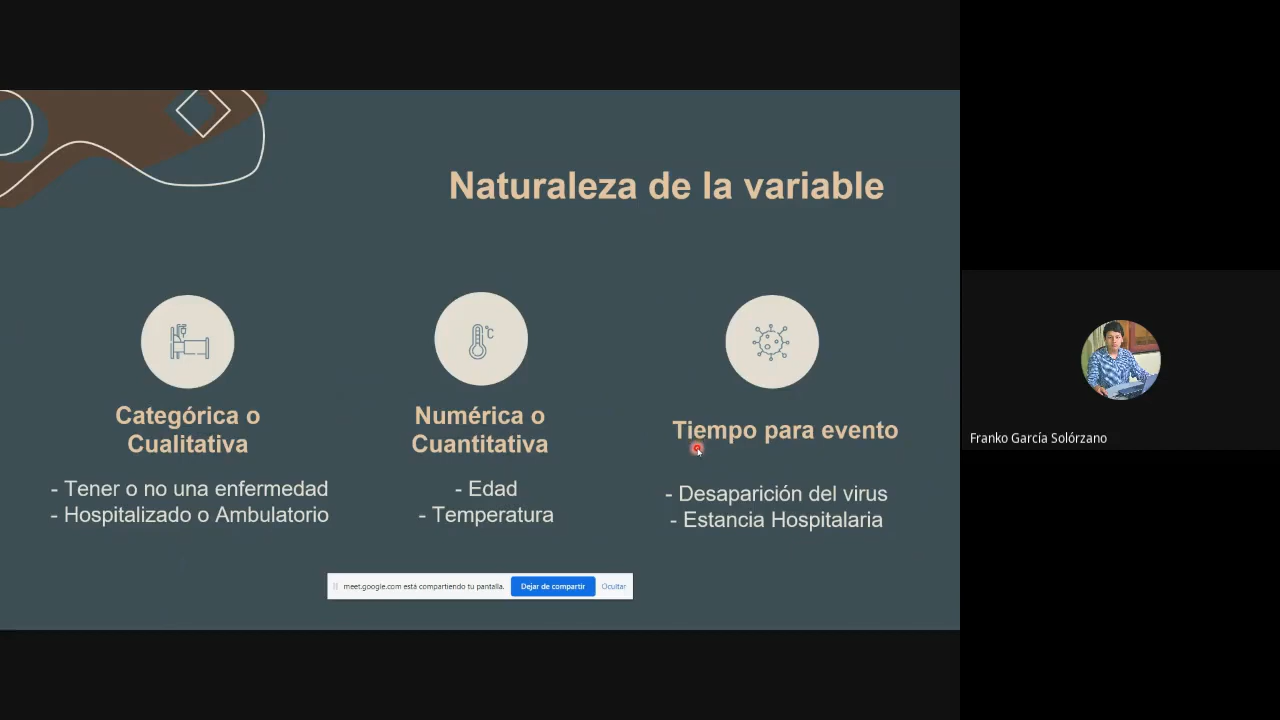 Naturaleza de la variable
Categórica o
Cualitativa
- Tener o no una enfermedad
- Hospitalizado o Ambulatorio
°C
Numérica o
Cuantitativa
- Edad
- Temperatura
Tiempo para evento
- Desaparición del virus
- Estancia Hospitalaria
meet.google.com está compartiendo tu pantalla. Dejar de compartir Ocultar
Franko García Solórzano